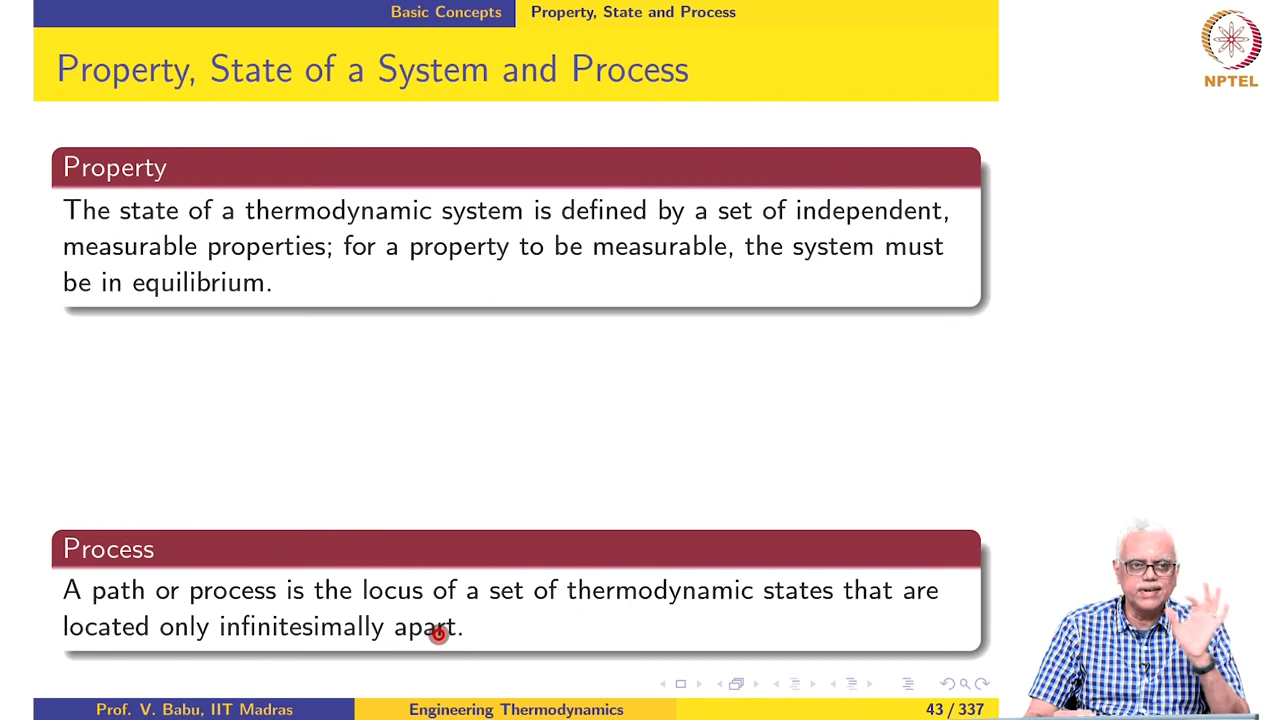 Basic Concepts Property, State and Process
Property, State of a System and Process
NPTEL
Property
The state of a thermodynamic system is defined by a set of independent,
measurable properties; for a property to be measurable, the system must
be in equilibrium.
Process
A path or process is the locus of a set of thermodynamic states that are
located only infinitesimally apart.
Prof. V. Babu, IIT Madras Engineering Thermodynamics 43 / 337